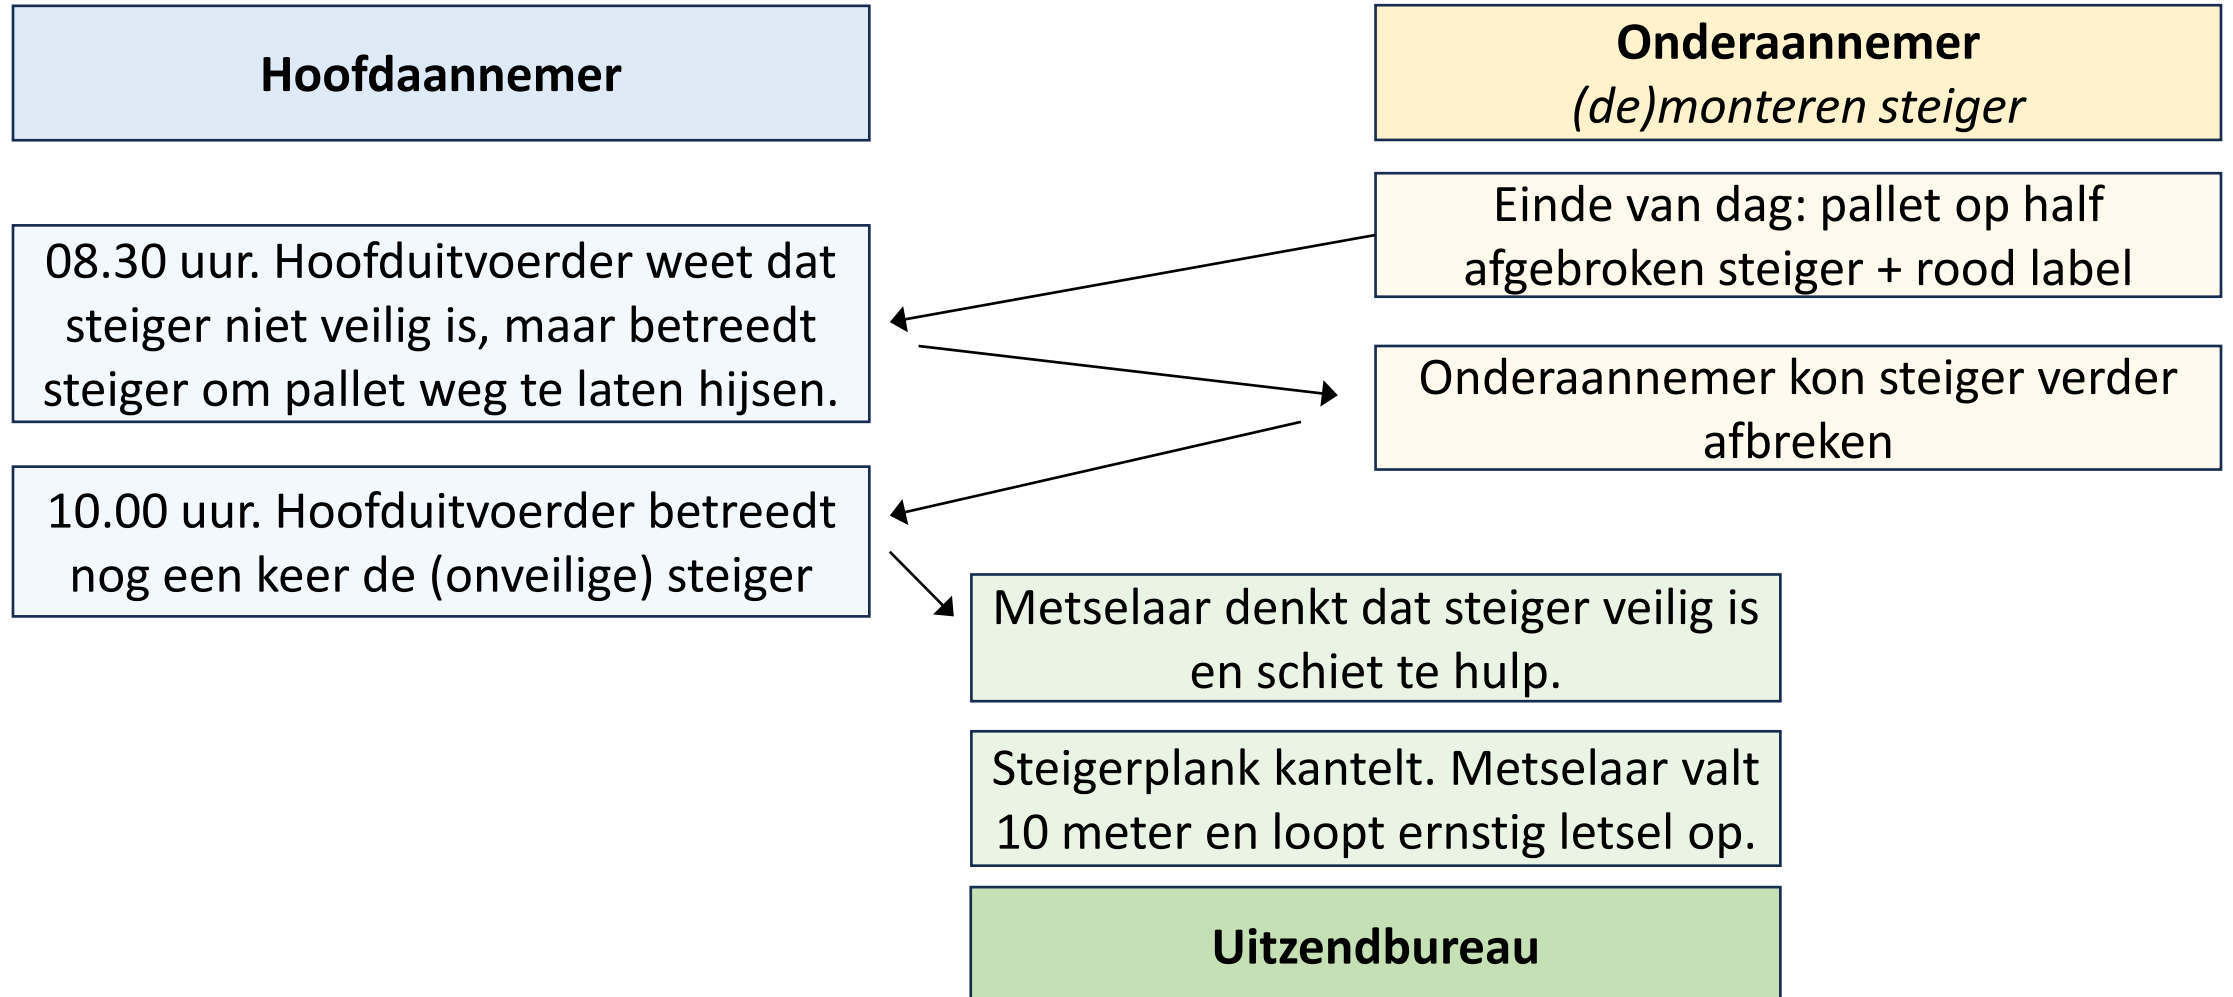 Hoofdaannemer
Onderaannemer
(de)monteren steiger
Einde van dag: pallet op half
afgebroken steiger + rood label
08.30 uur. Hoofduitvoerder weet dat
steiger niet veilig is, maar betreedt
steiger om pallet weg te laten hijsen.
Onderaannemer kon steiger verder
afbreken
10.00 uur. Hoofduitvoerder betreedt
nog een keer de (onveilige) steiger
Metselaar denkt dat steiger veilig is
en schiet te hulp.
Steigerplank kantelt. Metselaar valt
10 meter en loopt ernstig letsel op.
Uitzendbureau